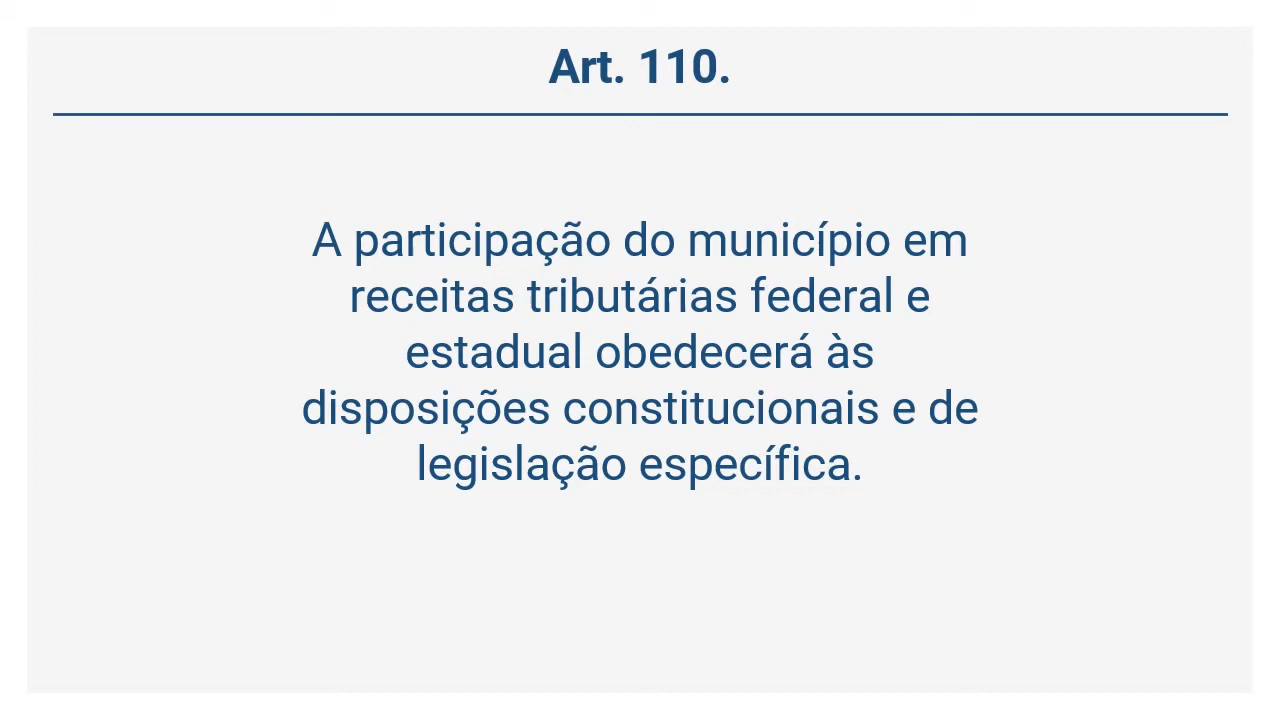 Art. 110.
A participação do município em
receitas tributárias federal e
estadual obedecerá às
disposições constitucionais e de
legislação específica.